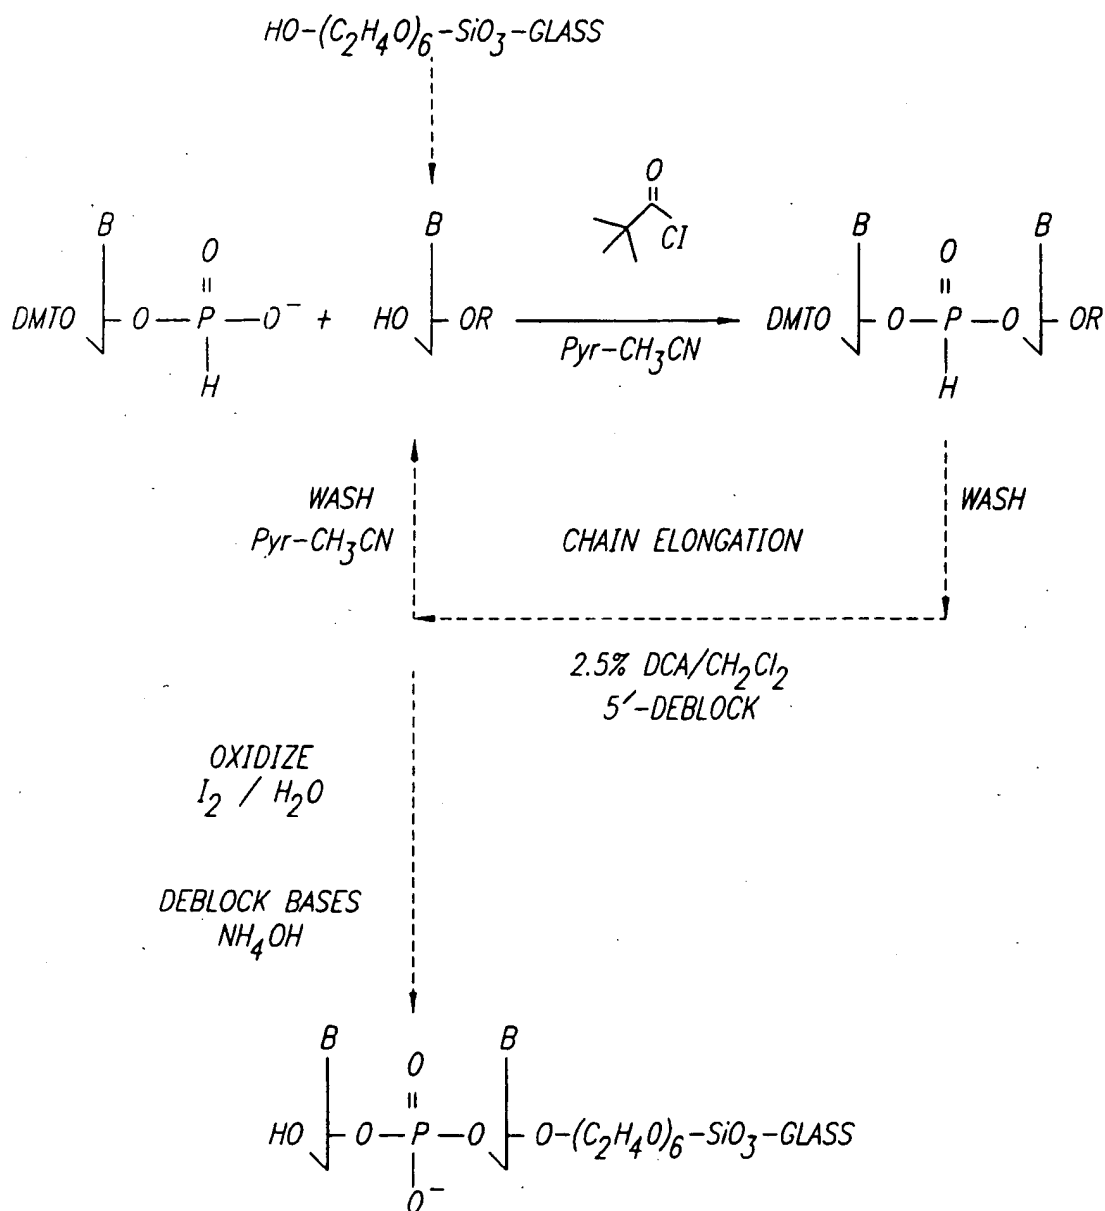 HO-(C2H4O)6-SiO3-GLASS
O
=
Cl
B
O
=
DMTO O-P-O- +
H
B
HO OR
Pyr-CH3CN
B
O
=
B
DMTO O-P-O OR
H
WASH
Pyr-CH3CN
CHAIN ELONGATION
WASH
2.5% DCA/CH2Cl2
5'-DEBLOCK
OXIDIZE
I2 / H2O
DEBLOCK BASES
NH4OH
B
O
=
B
HO O-P-O O-(C2H4O)6-SiO3-GLASS
O-